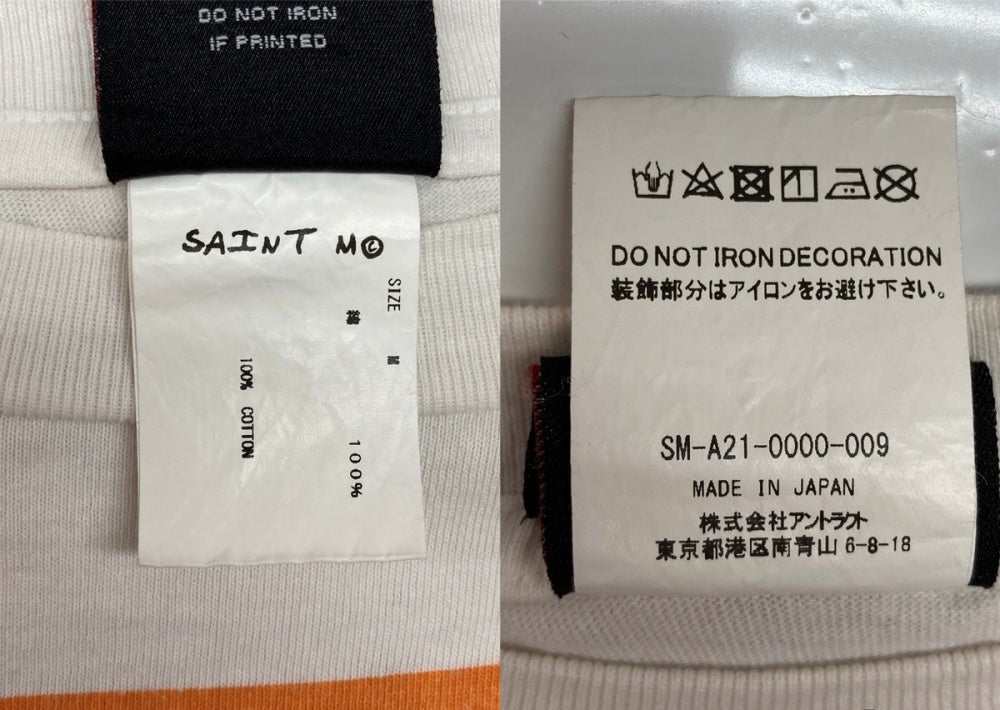 DO NOT IRON
IF PRINTED
SAINT M©
SIZE M
綿 100%
100% COTTON
DO NOT IRON DECORATION
装飾部分はアイロンをお避け下さい。
SM-A21-0000-009
MADE IN JAPAN
株式会社アントラクト
東京都港区南青山 6-8-18